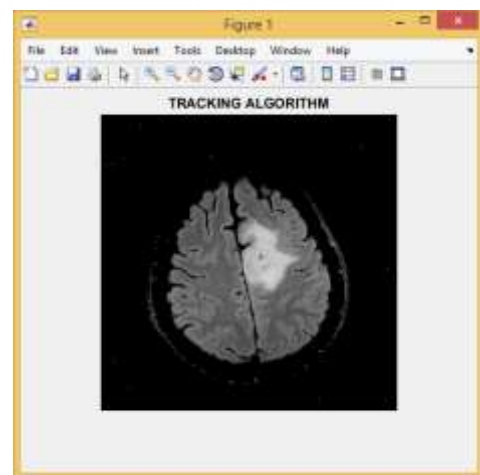 Figure 1
File Edit View Insert Tools Desktop Window Help
TRACKING ALGORITHM